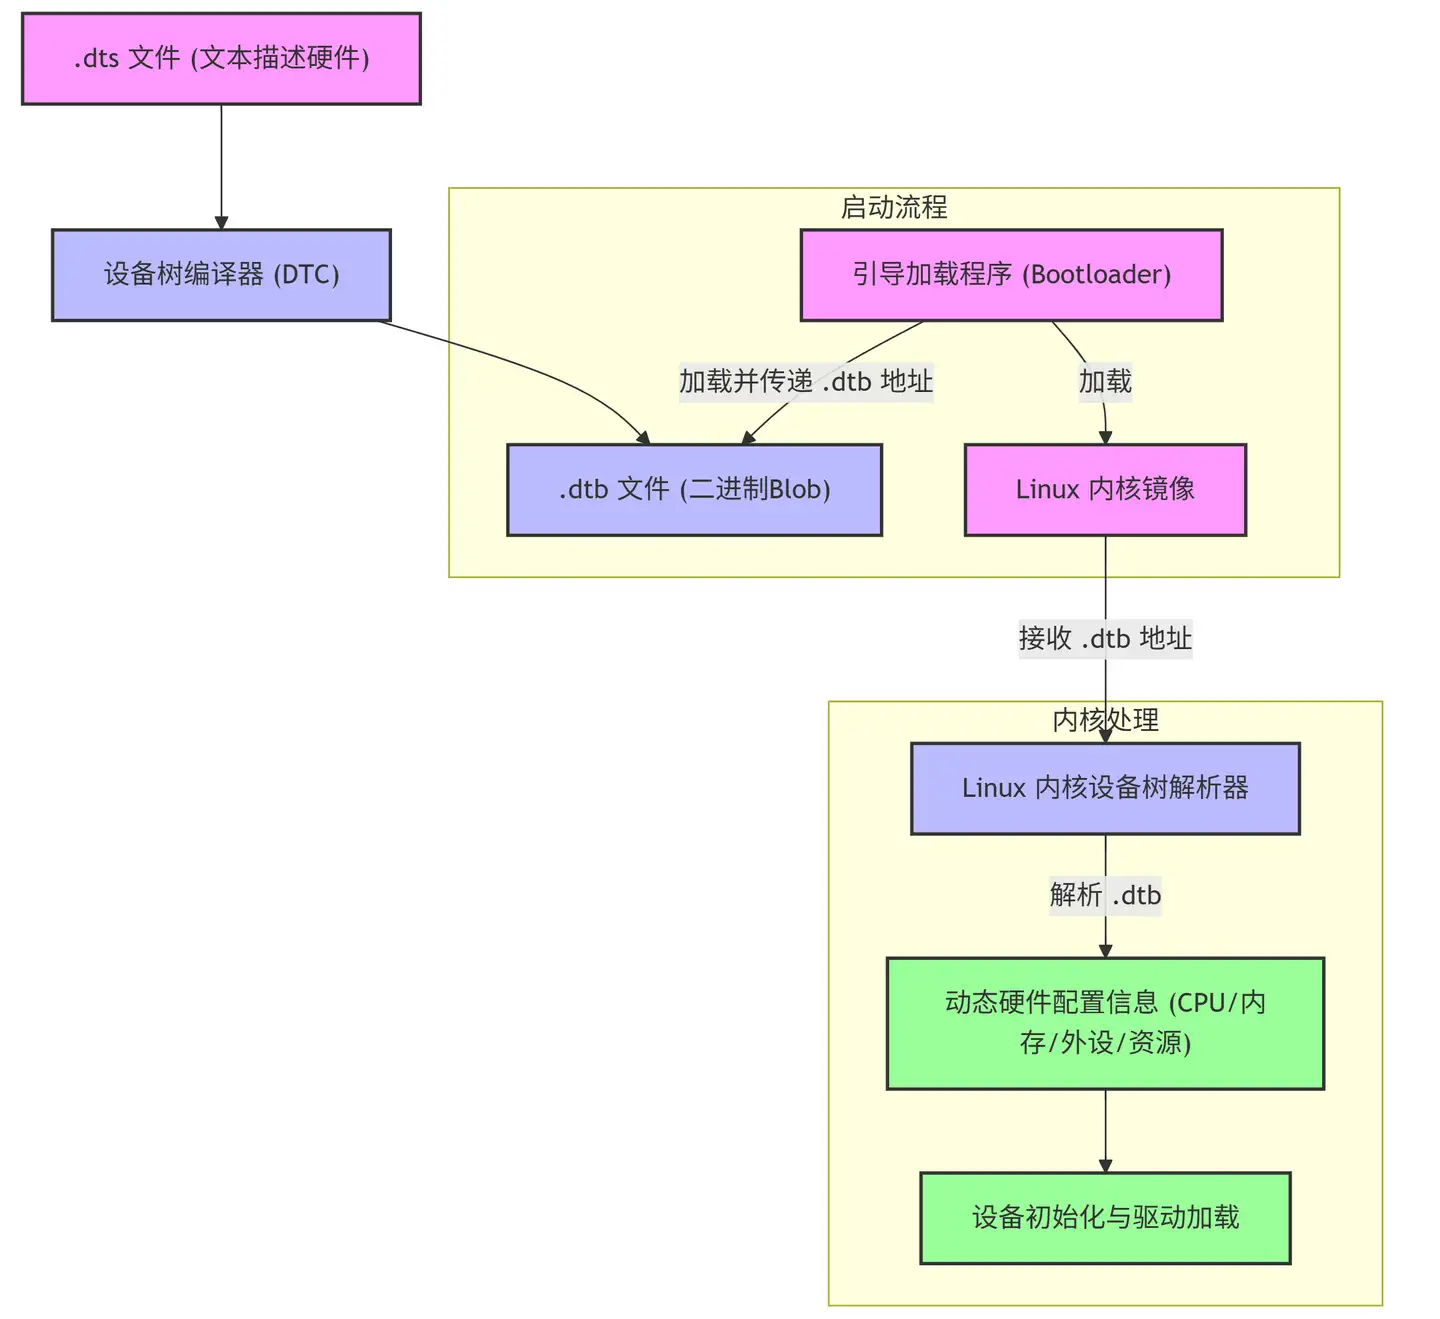 .dts 文件 (文本描述硬件)
启动流程
设备树编译器 (DTC)
引导加载程序 (Bootloader)
加载并传递 .dtb 地址
加载
.dtb 文件 (二进制Blob)
Linux 内核镜像
接收 .dtb 地址
内核处理
Linux 内核设备树解析器
解析 .dtb
动态硬件配置信息 (CPU/内
存/外设/资源)
设备初始化与驱动加载